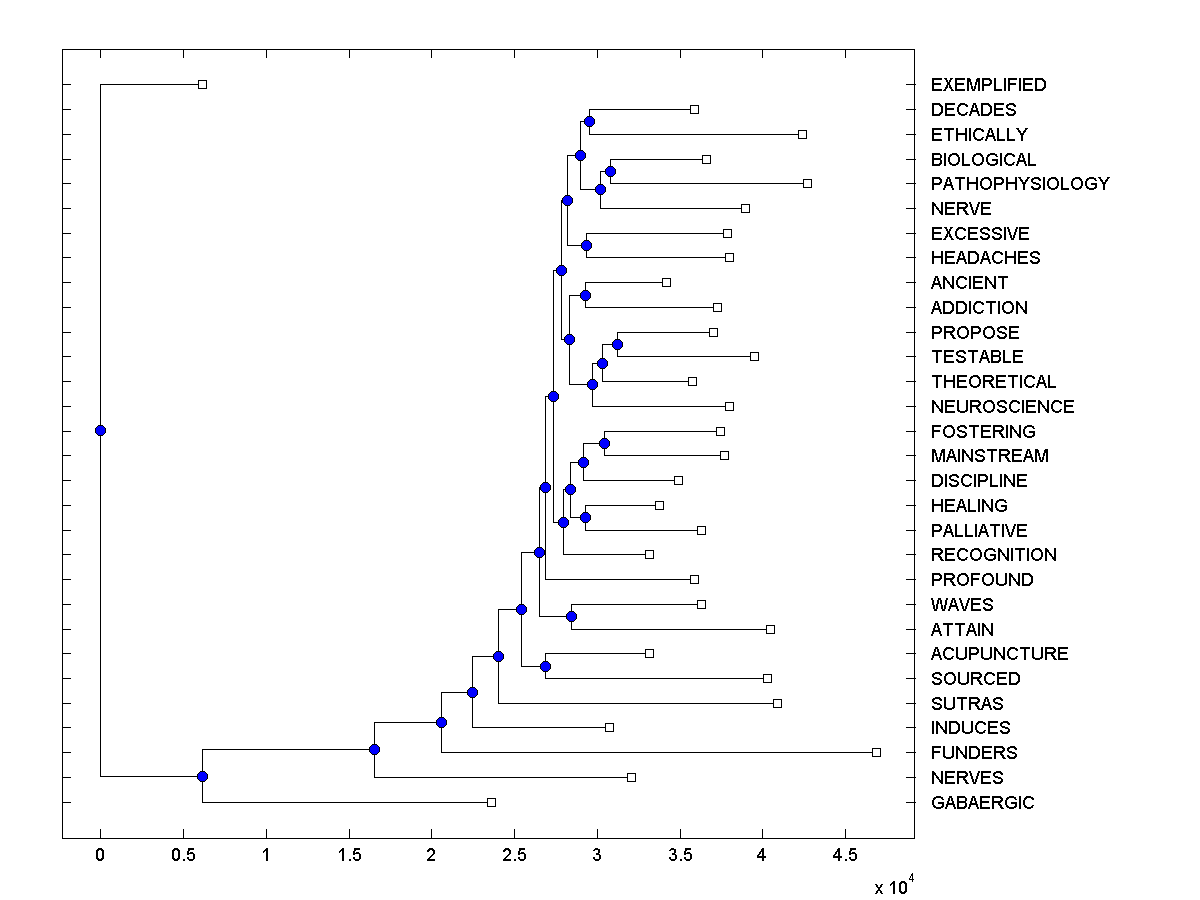 EXEMPLIFIED
DECADES
ETHICALLY
BIOLOGICAL
PATHOPHYSIOLOGY
NERVE
EXCESSIVE
HEADACHES
ANCIENT
ADDICTION
PROPOSE
TESTABLE
THEORETICAL
NEUROSCIENCE
FOSTERING
MAINSTREAM
DISCIPLINE
HEALING
PALLIATIVE
RECOGNITION
PROFOUND
WAVES
ATTAIN
ACUPUNCTURE
SOURCED
SUTRAS
INDUCES
FUNDERS
NERVES
GABAERGIC
0 0.5 1 1.5 2 2.5 3 3.5 4 4.5
x 10^4